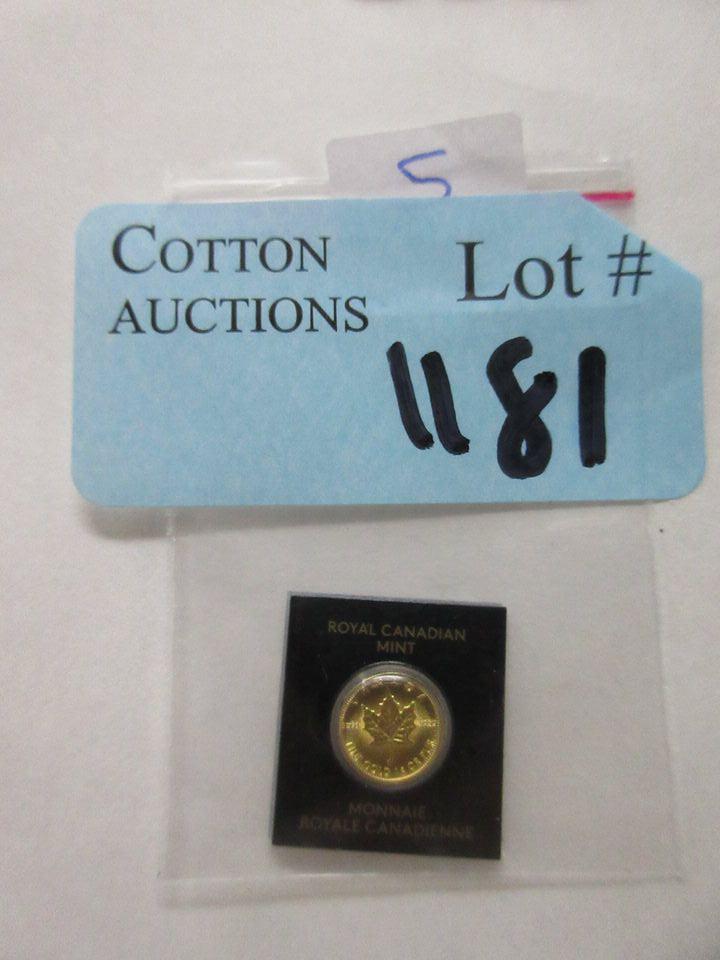 5
COTTON
AUCTIONS
Lot #
1181
ROYAL CANADIAN
MINT
MONNAIE
ROYALE CANADIENNE